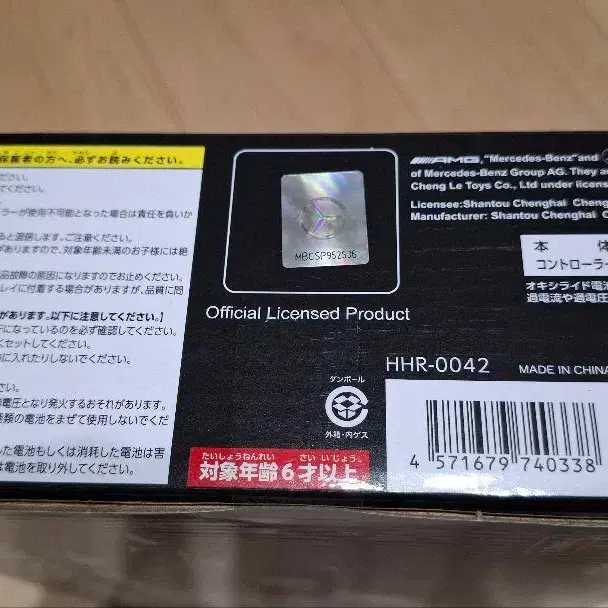 保護者の方へ、必ずお読みください。
ください。
ラーが使用不可能となった場合は責任を負いか
ると誤飲します。ご注意ください。
がありますので、対象年齢未満のお子様には絶
品故障の原因になりますのでお止めください。
レイに付着する場合がありますが、品質に問
があります。以下に注意してください。】
になっているのを必ず確認してください。
くセットしてください。
に入れたりしないでください。
さい。
電圧となり発火するおそれがあります。
種類の電池をまぜて使用しないでくだ
した電池もしくは消耗した電池は害
は電池を取り外してください。
MBCSP952536
Official Licensed Product
ダンボール
外箱・内ケス
たいしょうねんれい さいいじょう
対象年齢6才以上
AMG, "Mercedes-Benz" and
of Mercedes-Benz Group AG. They a
Cheng Le Toys Co., Ltd under licens
Licensee:Shantou Chenghai Chengl
Manufacturer: Shantou Chenghai C
本 体
コントローラー
オキシライド電池
過電流や過電圧
HHR-0042
MADE IN CHINA
4 571679 740338